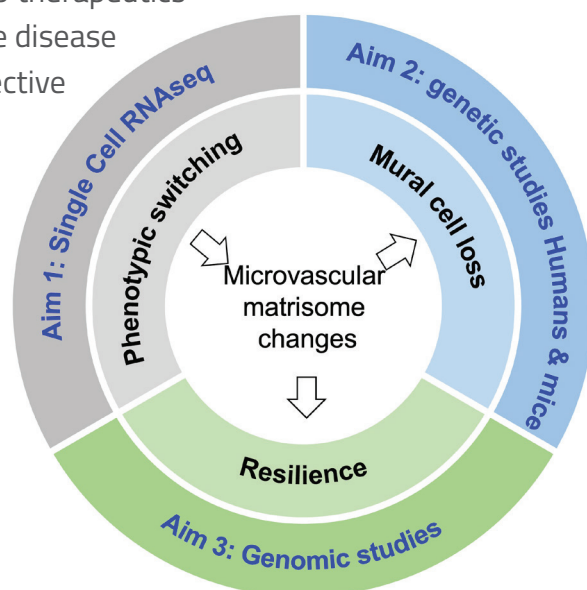 therapeutics
e disease
ective
Aim 1: Single Cell RNAseq
Aim 2: genetic studies Humans & mice
Phenotypic switching
Mural cell loss
Microvascular
matrisome
changes
Resilience
Aim 3: Genomic studies